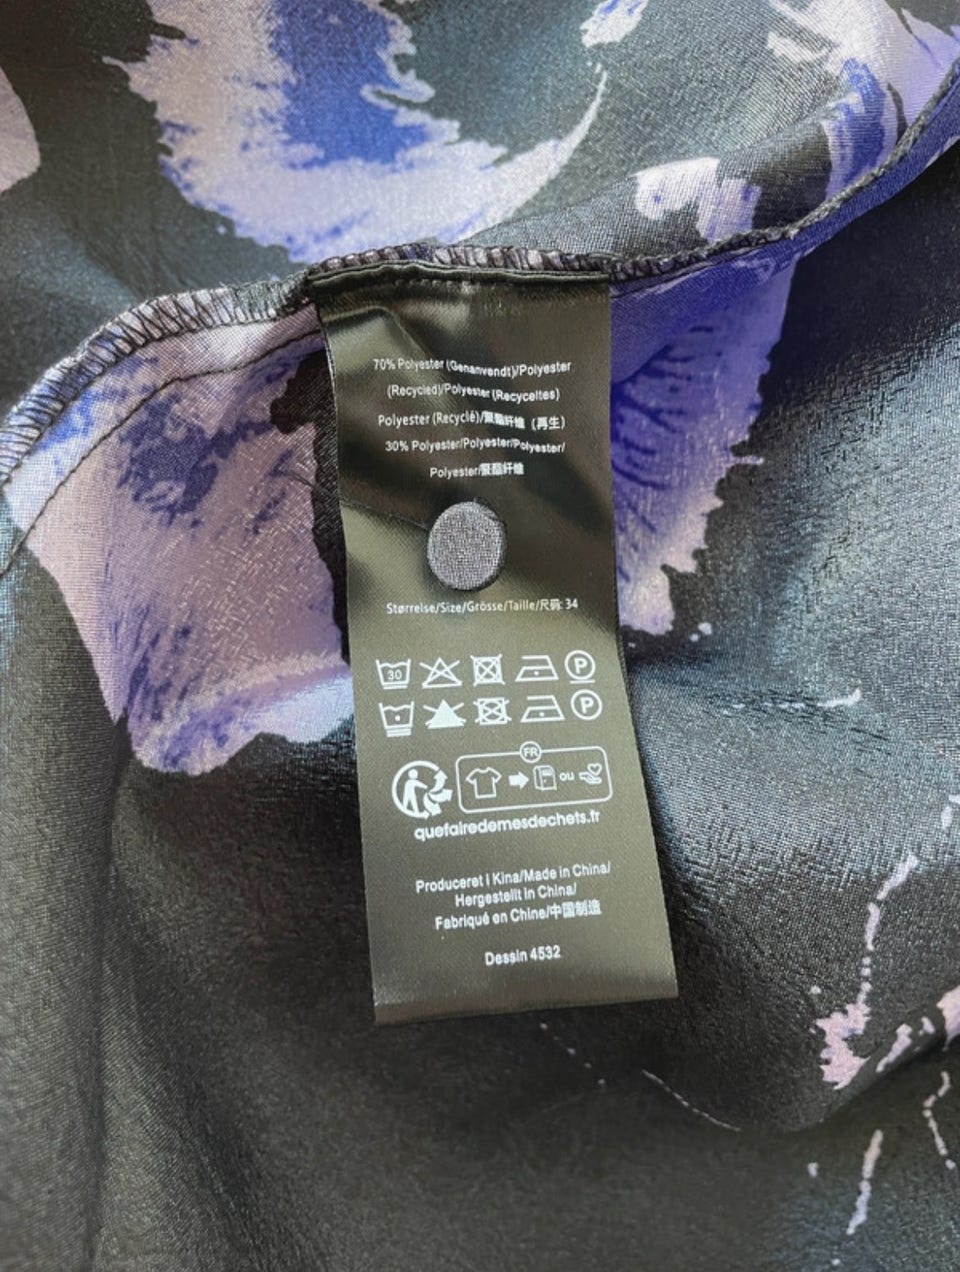 70% Polyester (Genanvendt)/Polyester
(Recycled)/Polyester (Recyceltes)
Polyester (Recyclé)/聚酯纤维 (再生)
30% Polyester/Polyester/Polyester/
Polyester/聚酯纤维
Størrelse/Size/Grösse/Taille/尺码: 34
30 P
P
FR
ou
quefairedemesdechets.fr
Produceret i Kina/Made in China/
Hergestellt in China/
Fabriqué en Chine/中国制造
Dessin 4532